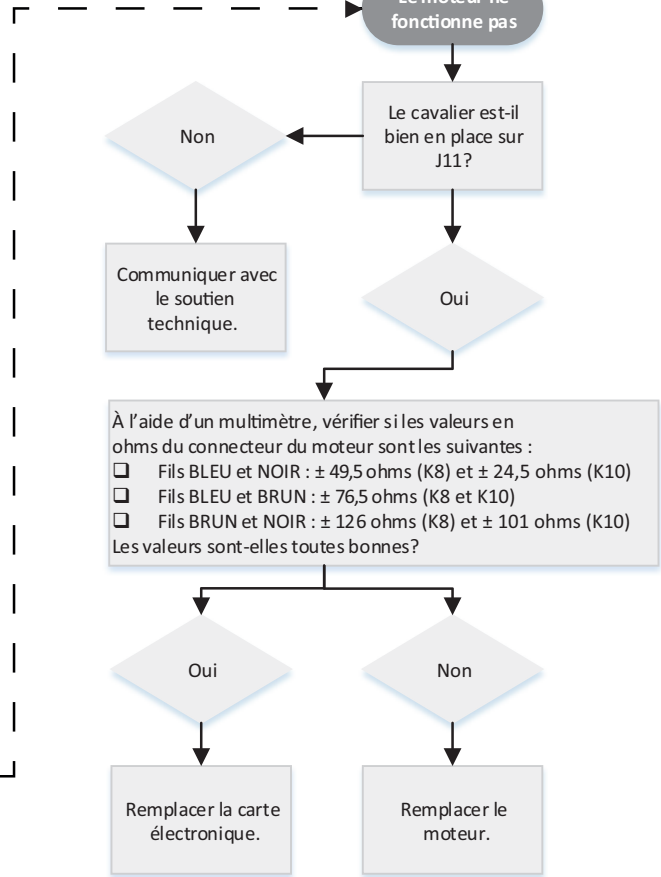 Le moteur ne
fonctionne pas
Le cavalier est-il
bien en place sur
J11?
Non
Communiquer avec
le soutien
technique.
Oui
À l'aide d'un multimètre, vérifier si les valeurs en
ohms du connecteur du moteur sont les suivantes :
❑ Fils BLEU et NOIR : ± 49,5 ohms (K8) et ± 24,5 ohms (K10)
❑ Fils BLEU et BRUN : ± 76,5 ohms (K8 et K10)
❑ Fils BRUN et NOIR : ± 126 ohms (K8) et ± 101 ohms (K10)
Les valeurs sont-elles toutes bonnes?
Oui
Non
Remplacer la carte
électronique.
Remplacer le
moteur.